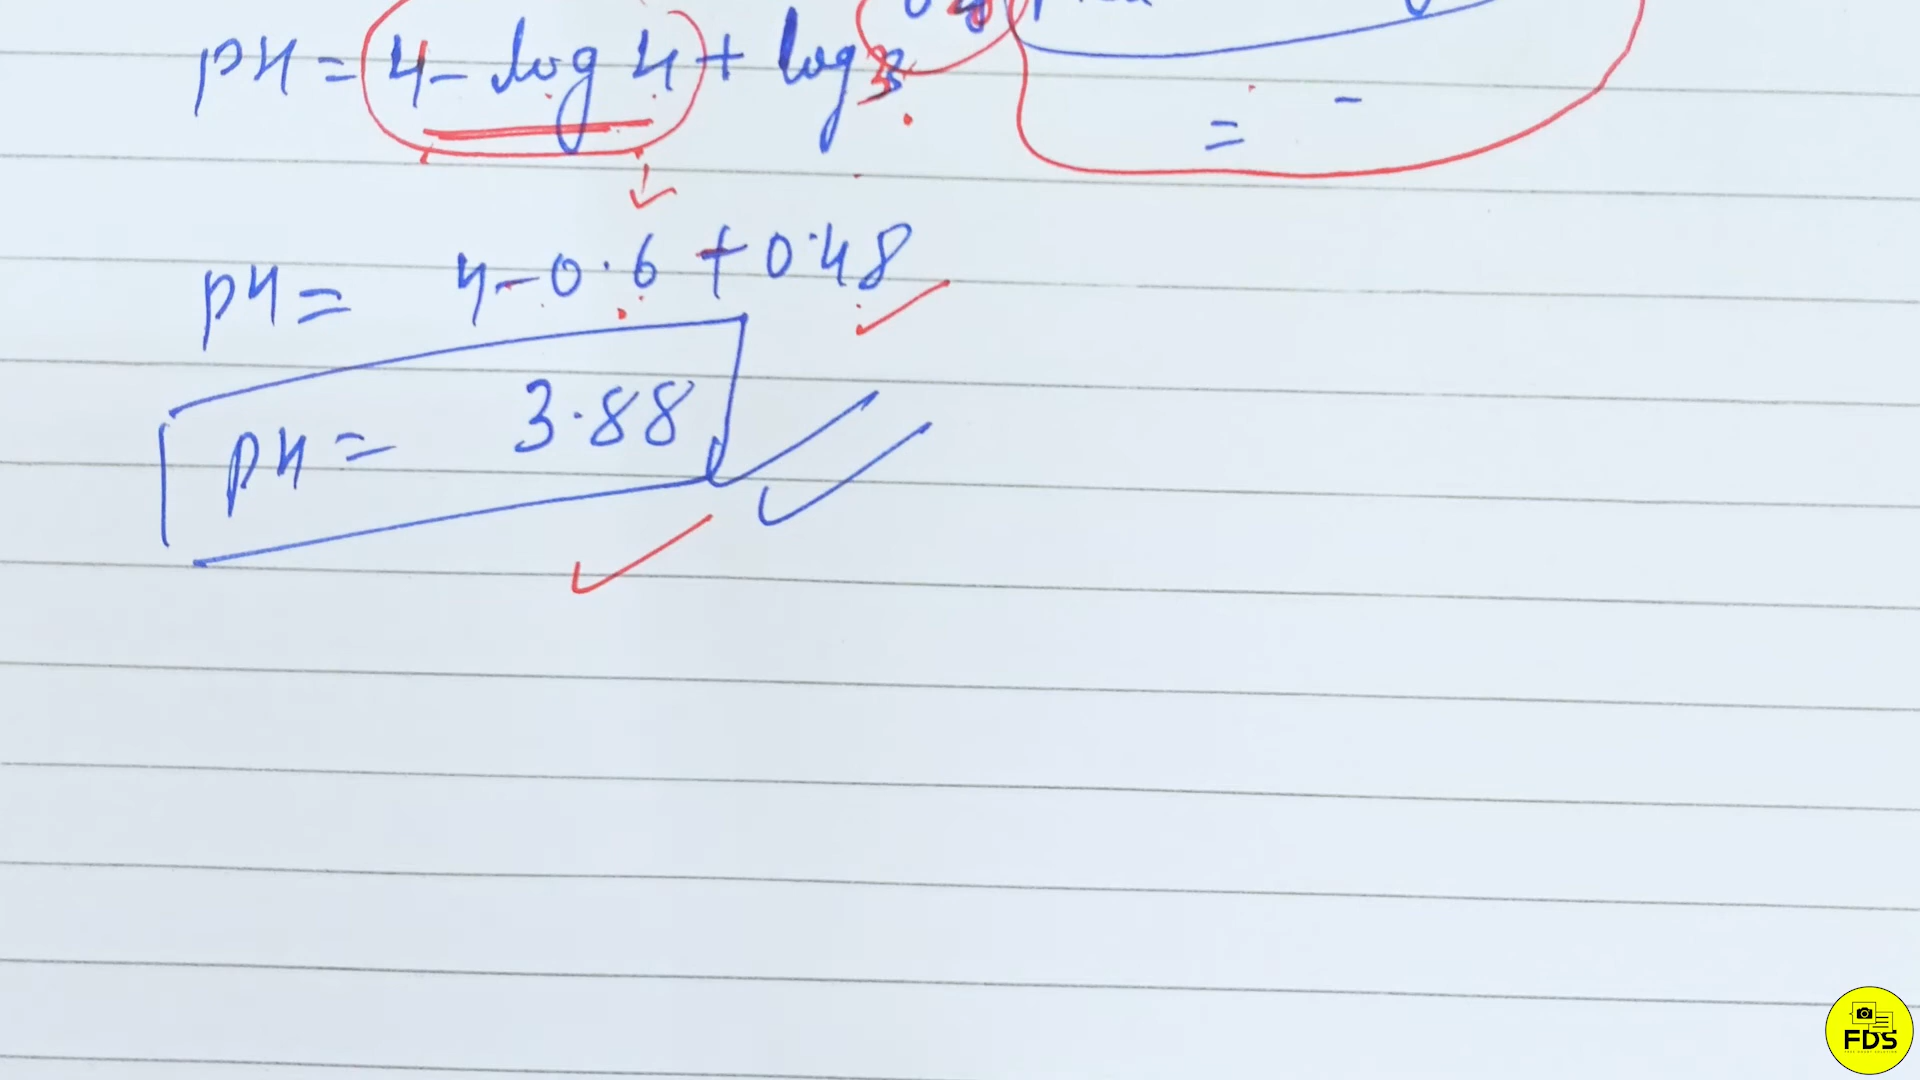 pH = 4 - log 4 + log 3
= -
pH = 4 - 0.6 + 0.48
pH = 3.88
FDS